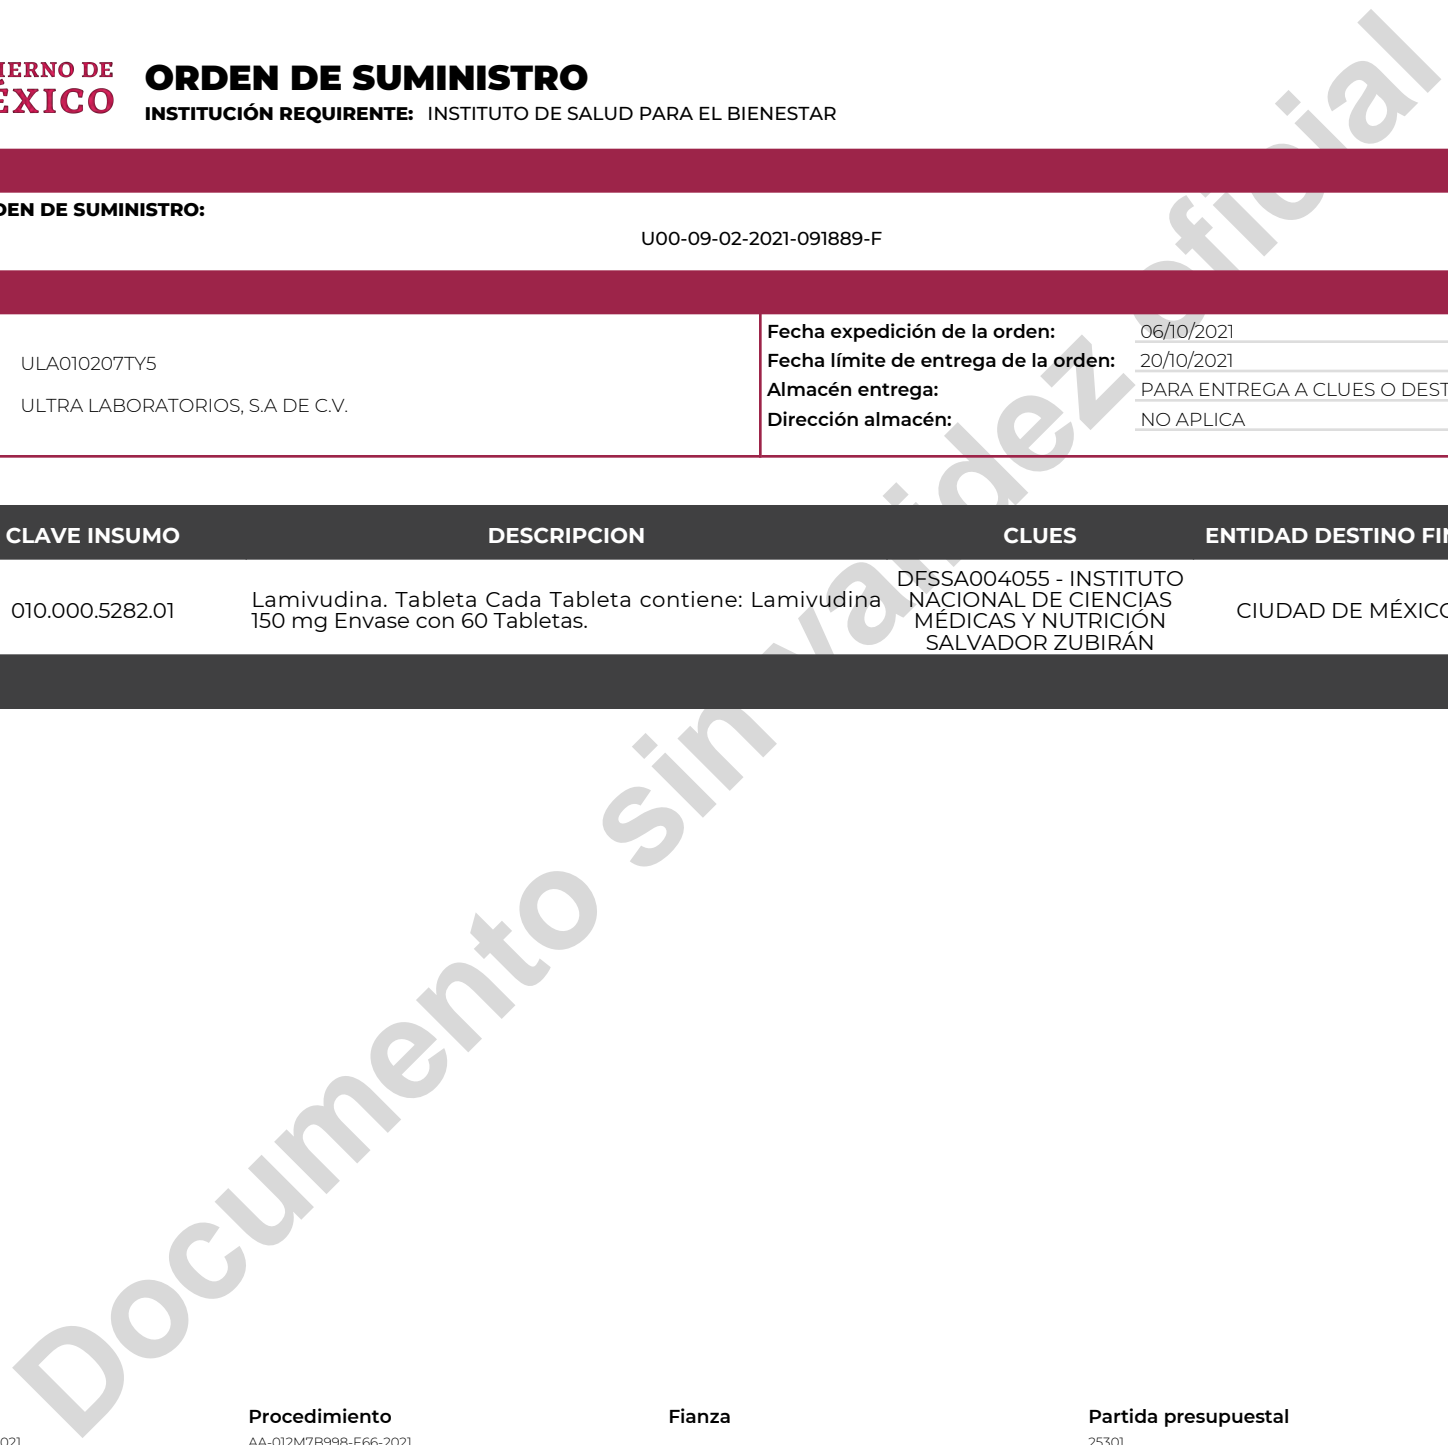 IERNO DE
ÉXICO
ORDEN DE SUMINISTRO
INSTITUCIÓN REQUIRENTE: INSTITUTO DE SALUD PARA EL BIENESTAR
DEN DE SUMINISTRO:
U00-09-02-2021-091889-F
ULA010207TY5
ULTRA LABORATORIOS, S.A DE C.V.
Fecha expedición de la orden: 06/10/2021
Fecha límite de entrega de la orden: 20/10/2021
Almacén entrega: PARA ENTREGA A CLUES O DEST
Dirección almacén: NO APLICA
CLAVE INSUMO DESCRIPCION CLUES ENTIDAD DESTINO FIN
010.000.5282.01
Lamivudina. Tableta Cada Tableta contiene: Lamivudina
150 mg Envase con 60 Tabletas.
DFSSA004055 - INSTITUTO
NACIONAL DE CIENCIAS
MÉDICAS Y NUTRICIÓN
SALVADOR ZUBIRÁN
CIUDAD DE MÉXICO
Documento sin validez oficial
Procedimiento Fianza Partida presupuestal
021 AA-012M7B998-E66-2021 25301